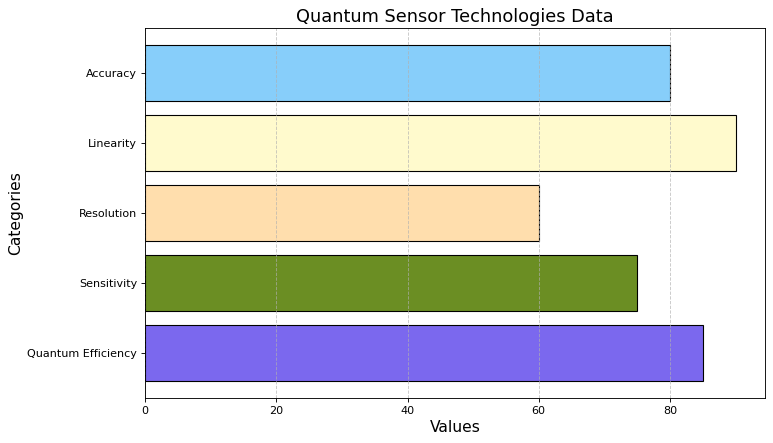 Quantum Sensor Technologies Data
Accuracy
Linearity
Resolution
Sensitivity
Quantum Efficiency
Categories
0 20 40 60 80
Values